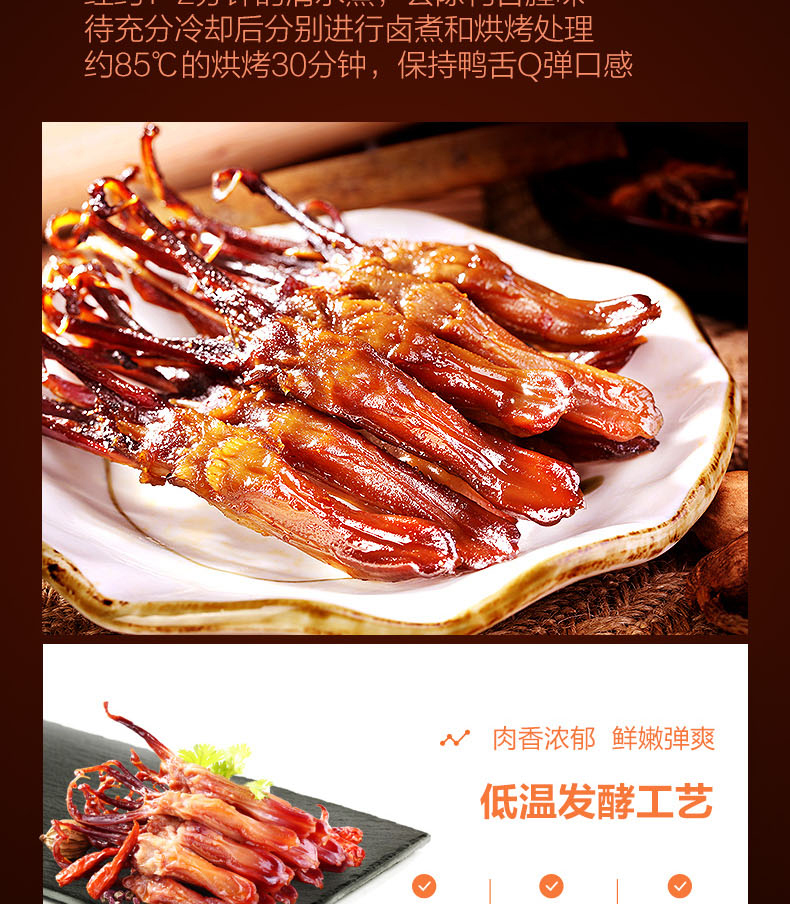 待充分冷却后分别进行卤煮和烘烤处理
约85℃的烘烤30分钟，保持鸭舌Q弹口感
肉香浓郁 鲜嫩弹爽
低温发酵工艺